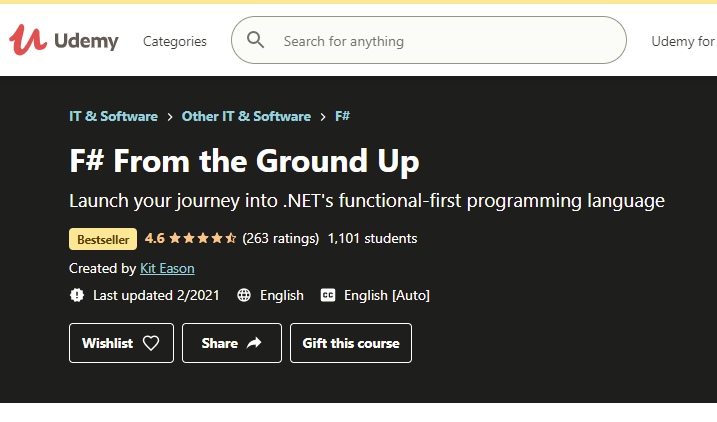 Udemy Categories Search for anything Udemy for
IT & Software > Other IT & Software > F#
F# From the Ground Up
Launch your journey into .NET's functional-first programming language
Bestseller 4.6 (263 ratings) 1,101 students
Created by Kit Eason
Last updated 2/2021 English CC English [Auto]
Wishlist Share Gift this course